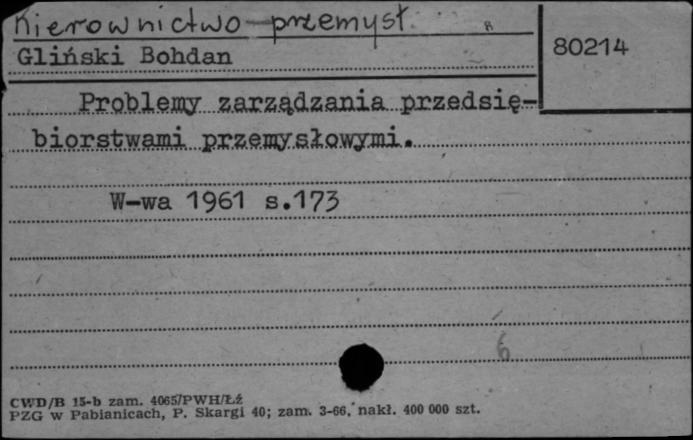 Kierownictwo - przemysł.
80214
Gliński Bohdan
Problemy zarządzania przedsię-
biorstwami przemysłowymi.
W-wa 1961 s.173
6
CWD/B 15-b zam. 4065/PWH/Łź
PZG w Pabianicach, P. Skargi 40; zam. 3-66, nakł. 400 000 szt.